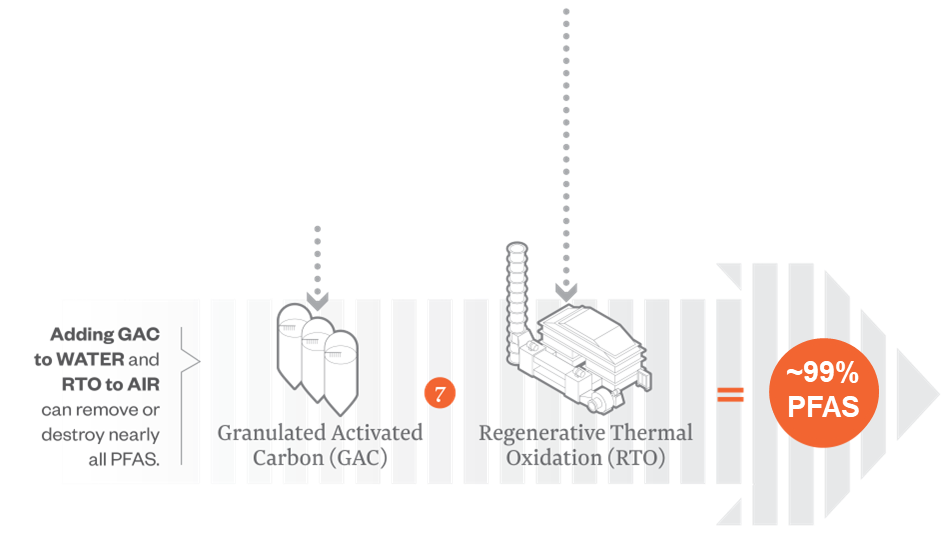 Adding GAC
to WATER and
RTO to AIR
can remove or
destroy nearly
all PFAS.
Granulated Activated
Carbon (GAC)
7
Regenerative Thermal
Oxidation (RTO)
=
~99%
PFAS